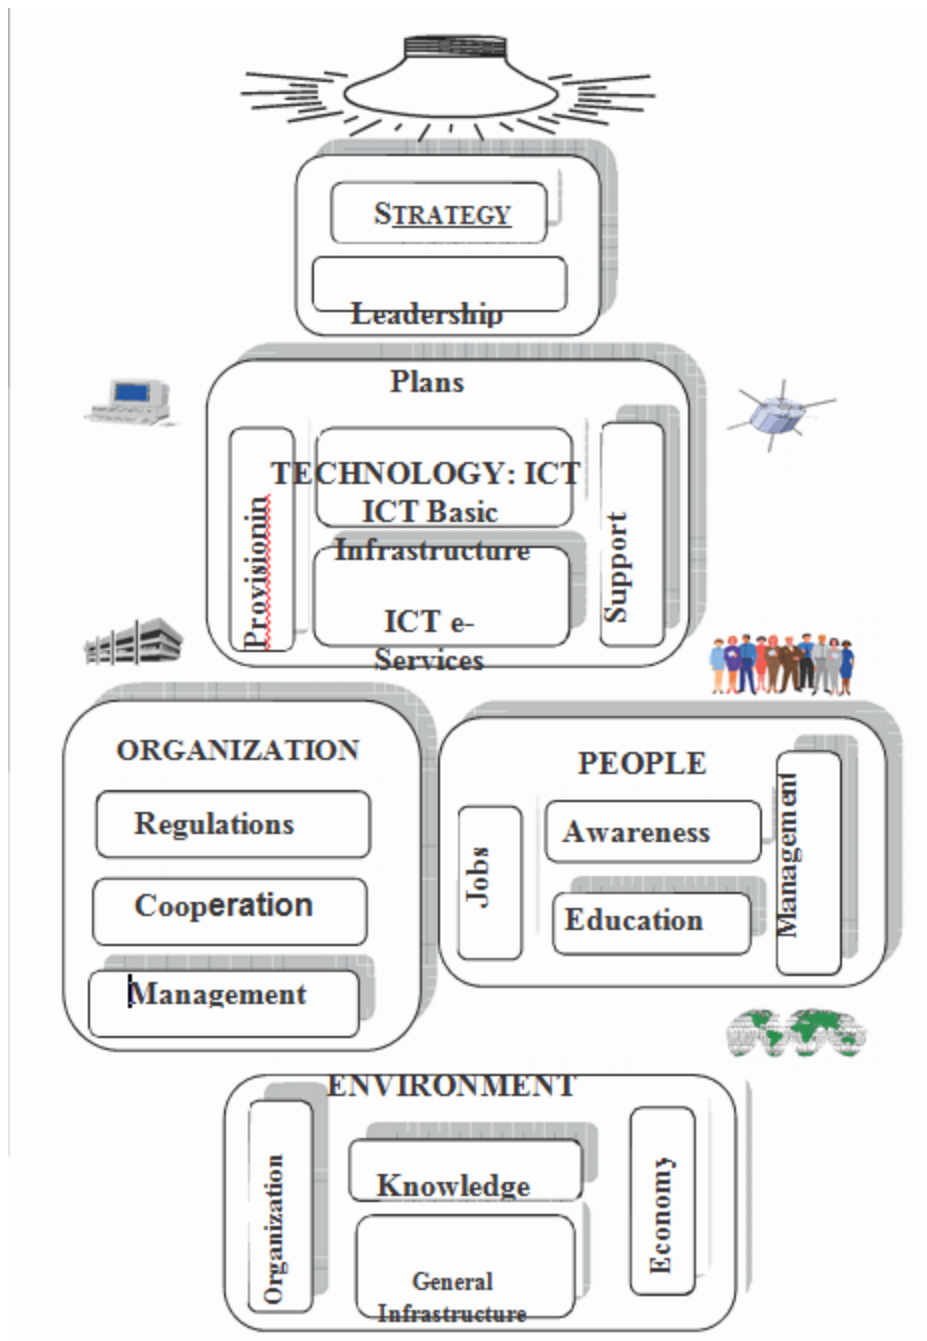 STRATEGY
Leadership
Plans
TECHNOLOGY: ICT
ICT Basic
Infrastructure
Provisionin
Support
ICT e-
Services
ORGANIZATION
Regulations
Cooperation
Management
PEOPLE
Jobs
Awareness
Education
Management
ENVIRONMENT
Organization
Knowledge
General
Infrastructure
Economy